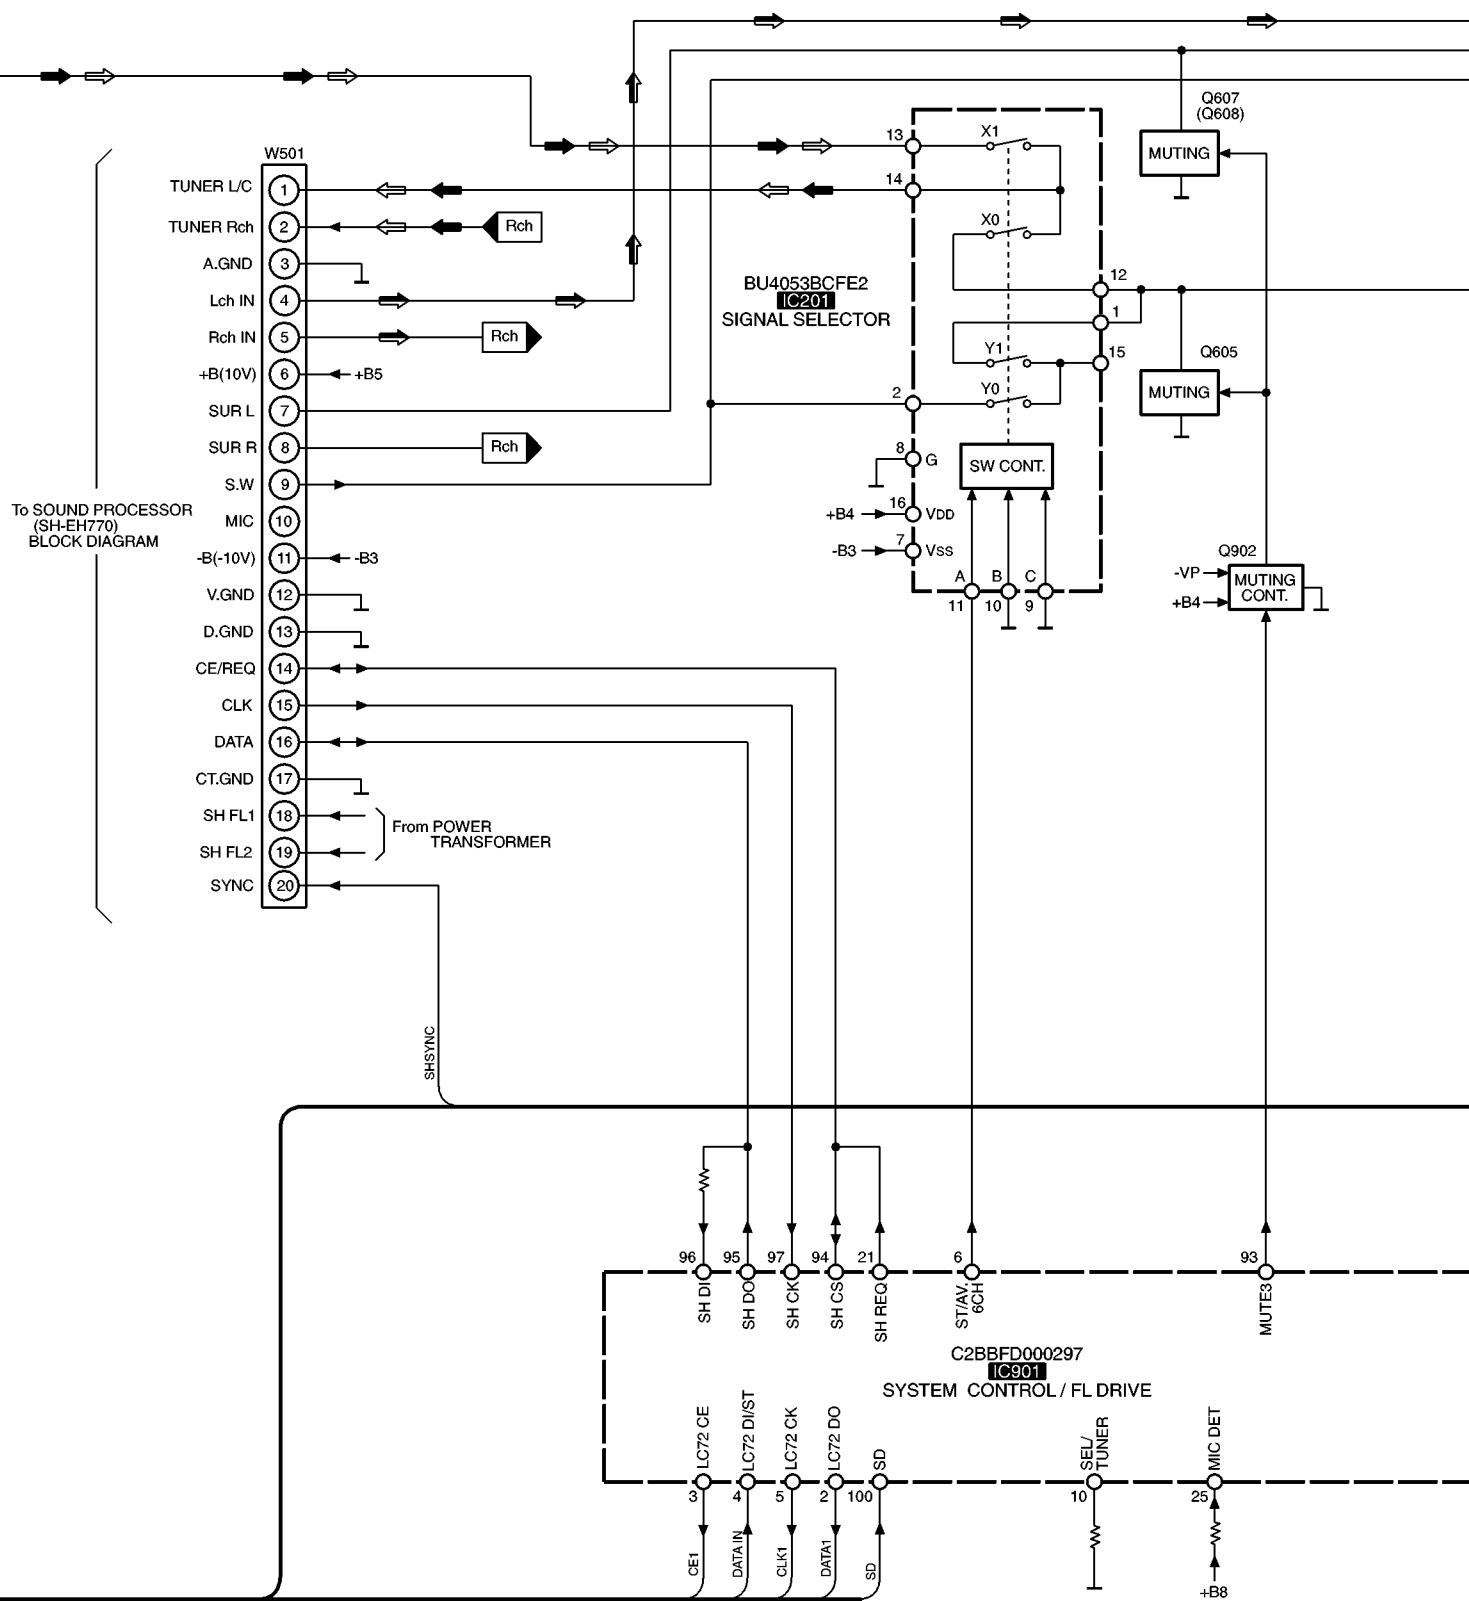 Q607
(Q608)
MUTING
W501
TUNER L/C 1
TUNER Rch 2 Rch
A.GND 3
Lch IN 4
Rch IN 5 Rch
+B(10V) 6 +B5
SUR L 7
SUR R 8 Rch
S.W 9
MIC 10
-B(-10V) 11 -B3
V.GND 12
D.GND 13
CE/REQ 14
CLK 15
DATA 16
CT.GND 17
SH FL1 18
SH FL2 19
SYNC 20
From POWER
TRANSFORMER
To SOUND PROCESSOR
(SH-EH770)
BLOCK DIAGRAM
SHSYNC
BU4053BCFE2
IC201
SIGNAL SELECTOR
13 X1
14
X0
12
1
Y1 15
2 Y0
8 G
SW CONT.
+B4 16 VDD
-B3 7 VSS
A B C
11 10 9
Q605
MUTING
Q902
-VP
+B4
MUTING
CONT.
96 95 97 94 21 6 93
SH DI
SH DO
SH CK
SH CS
SH REQ
ST/AV.
6CH
MUTE3
C2BBFD000297
IC901
SYSTEM CONTROL / FL DRIVE
LC72 CE
LC72 DI/ST
LC72 CK
LC72 DO
SD
SEL/
TUNER
MIC DET
3 4 5 2 100 10 25
CE1
DATA IN
CLK1
DATA1
SD
+B8